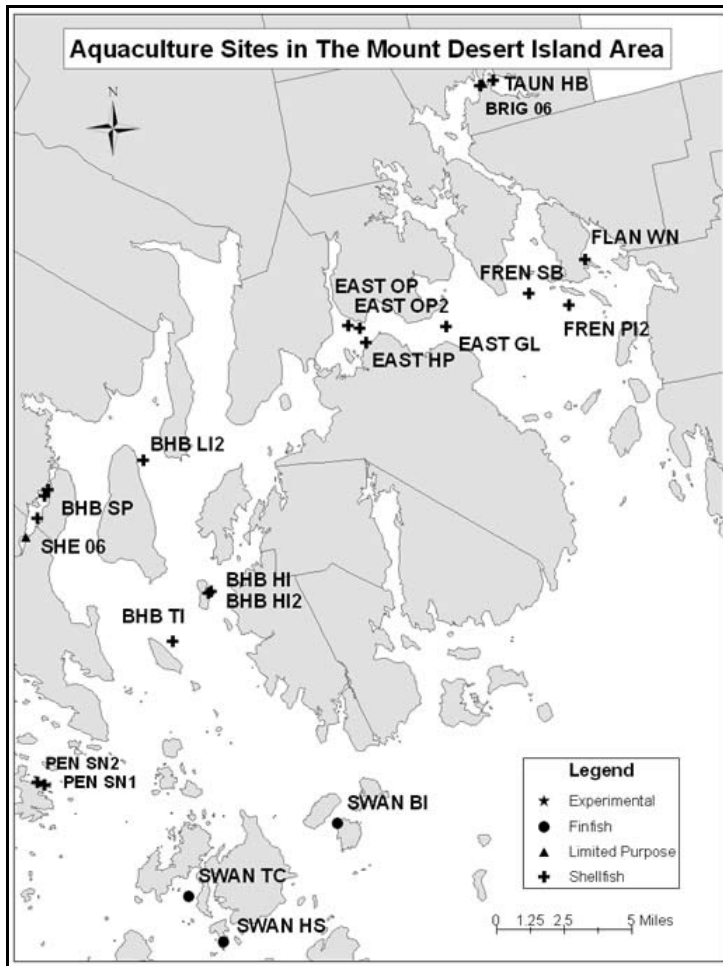 Aquaculture Sites in The Mount Desert Island Area
N
TAUN HB
BRIG 06
FLAN WN
FREN SB
EAST OP
EAST OP2
FREN PI2
EAST GL
EAST HP
BHB LI2
BHB SP
SHE 06
BHB HI
BHB HI2
BHB TI
PEN SN2
PEN SN1
SWAN BI
SWAN TC
SWAN HS
Legend
Experimental
Finfish
Limited Purpose
Shellfish
0 1.25 2.5 5 Miles